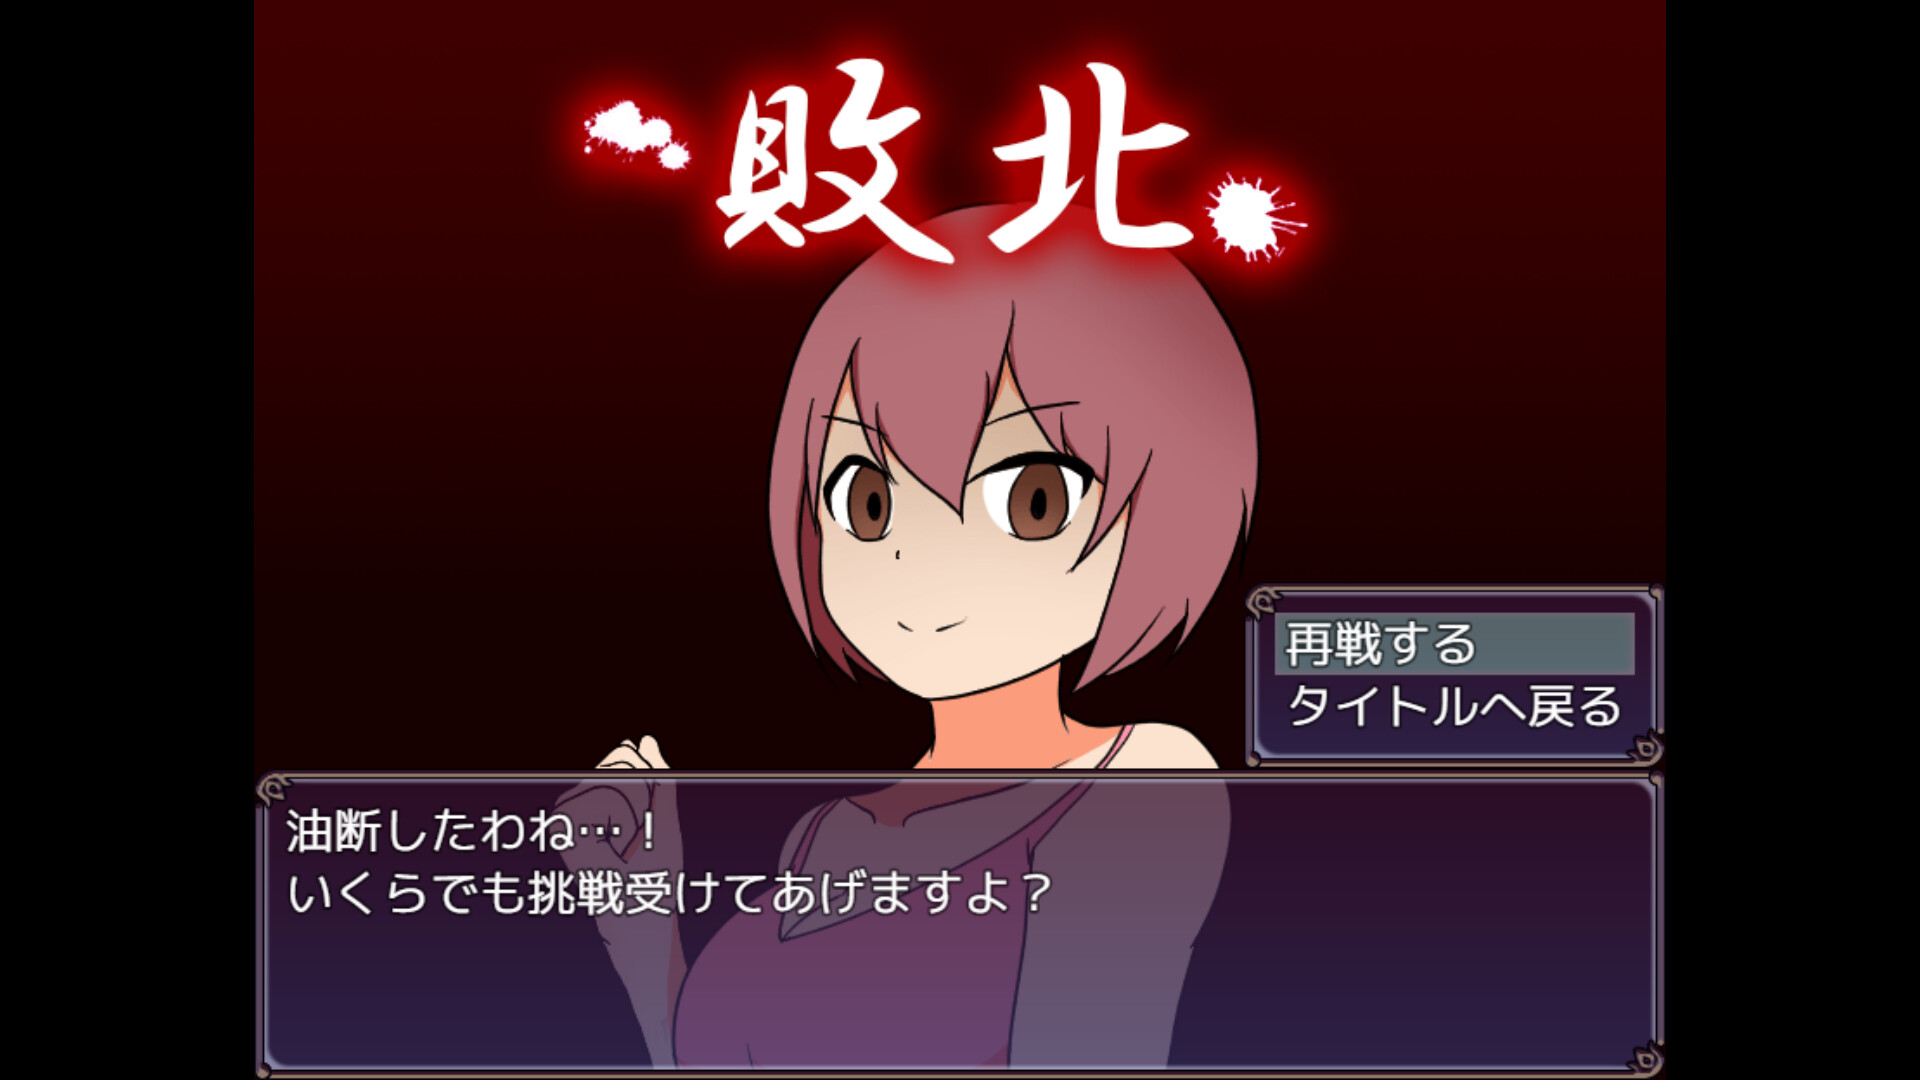 敗北
再戦する
タイトルへ戻る
油断したわね…！
いくらでも挑戦受けてあげますよ？